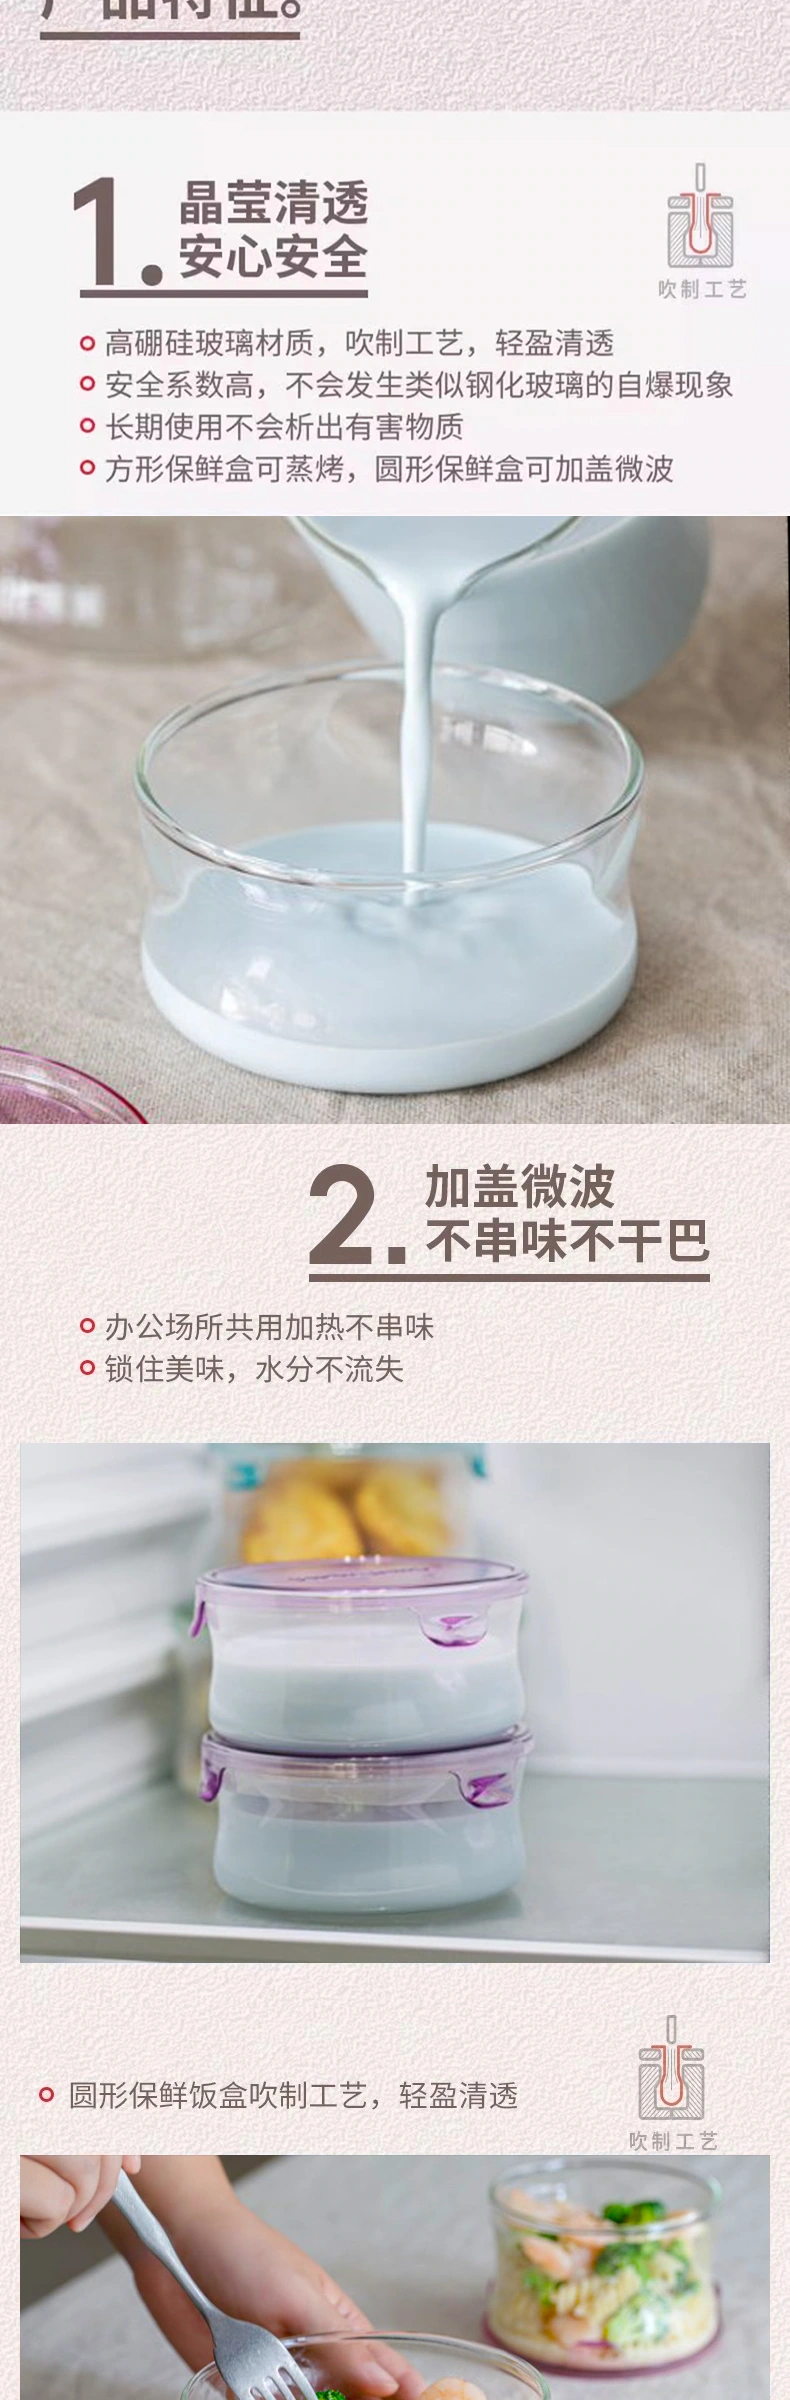 产品特征。
1.
晶莹清透
安心安全
吹制工艺
高硼硅玻璃材质，吹制工艺，轻盈清透
安全系数高，不会发生类似钢化玻璃的自爆现象
长期使用不会析出有害物质
方形保鲜盒可蒸烤，圆形保鲜盒可加盖微波
2.
加盖微波
不串味不干巴
办公场所共用加热不串味
锁住美味，水分不流失
圆形保鲜饭盒吹制工艺，轻盈清透
吹制工艺